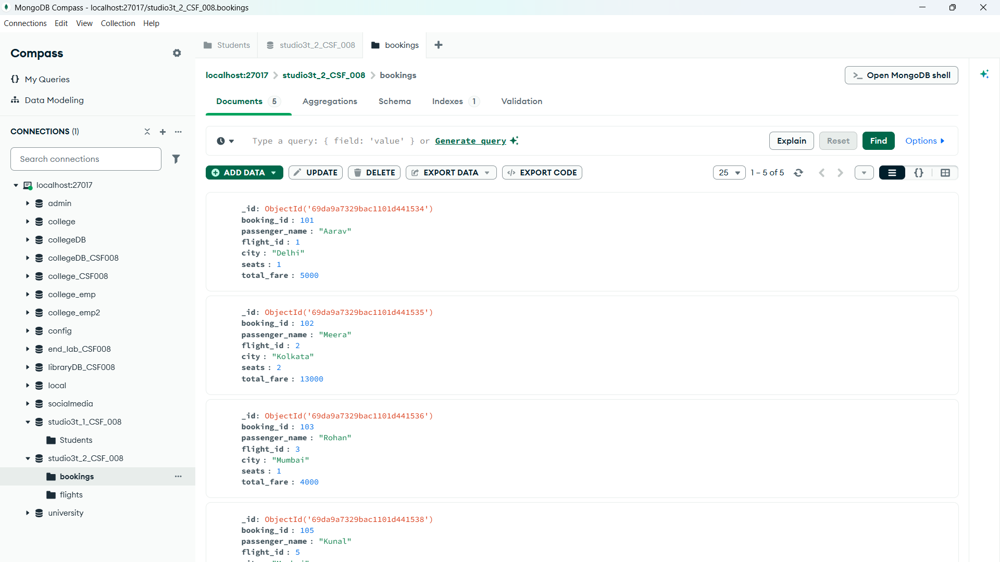 MongoDB Compass - localhost:27017/studio3t_2_CSF_008.bookings
Connections Edit View Collection Help
Compass
My Queries
Data Modeling
CONNECTIONS (1)
Search connections
localhost:27017
admin
college
collegeDB
collegeDB_CSF008
college_CSF008
college_emp
college_emp2
config
end_lab_CSF008
libraryDB_CSF008
local
socialmedia
studio3t_1_CSF_008
Students
studio3t_2_CSF_008
bookings
flights
university
Students studio3t_2_CSF_008 bookings
localhost:27017 > studio3t_2_CSF_008 > bookings
>_ Open MongoDB shell
Documents 5 Aggregations Schema Indexes 1 Validation
Type a query: { field: 'value' } or Generate query
Explain Reset Find Options
ADD DATA UPDATE DELETE EXPORT DATA EXPORT CODE
25 1 – 5 of 5
_id: ObjectId('69da9a7329bac1101d441534')
booking_id : 101
passenger_name : "Aarav"
flight_id : 1
city : "Delhi"
seats : 1
total_fare : 5000
_id: ObjectId('69da9a7329bac1101d441535')
booking_id : 102
passenger_name : "Meera"
flight_id : 2
city : "Kolkata"
seats : 2
total_fare : 13000
_id: ObjectId('69da9a7329bac1101d441536')
booking_id : 103
passenger_name : "Rohan"
flight_id : 3
city : "Mumbai"
seats : 1
total_fare : 4000
_id: ObjectId('69da9a7329bac1101d441538')
booking_id : 105
passenger_name : "Kunal"
flight_id : 5